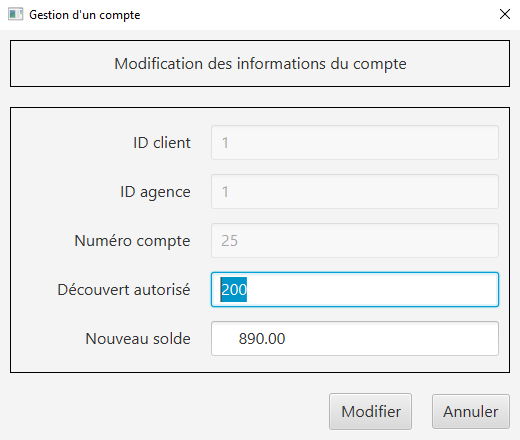 Gestion d'un compte
Modification des informations du compte
ID client 1
ID agence 1
Numéro compte 25
Découvert autorisé 200
Nouveau solde 890.00
Modifier Annuler